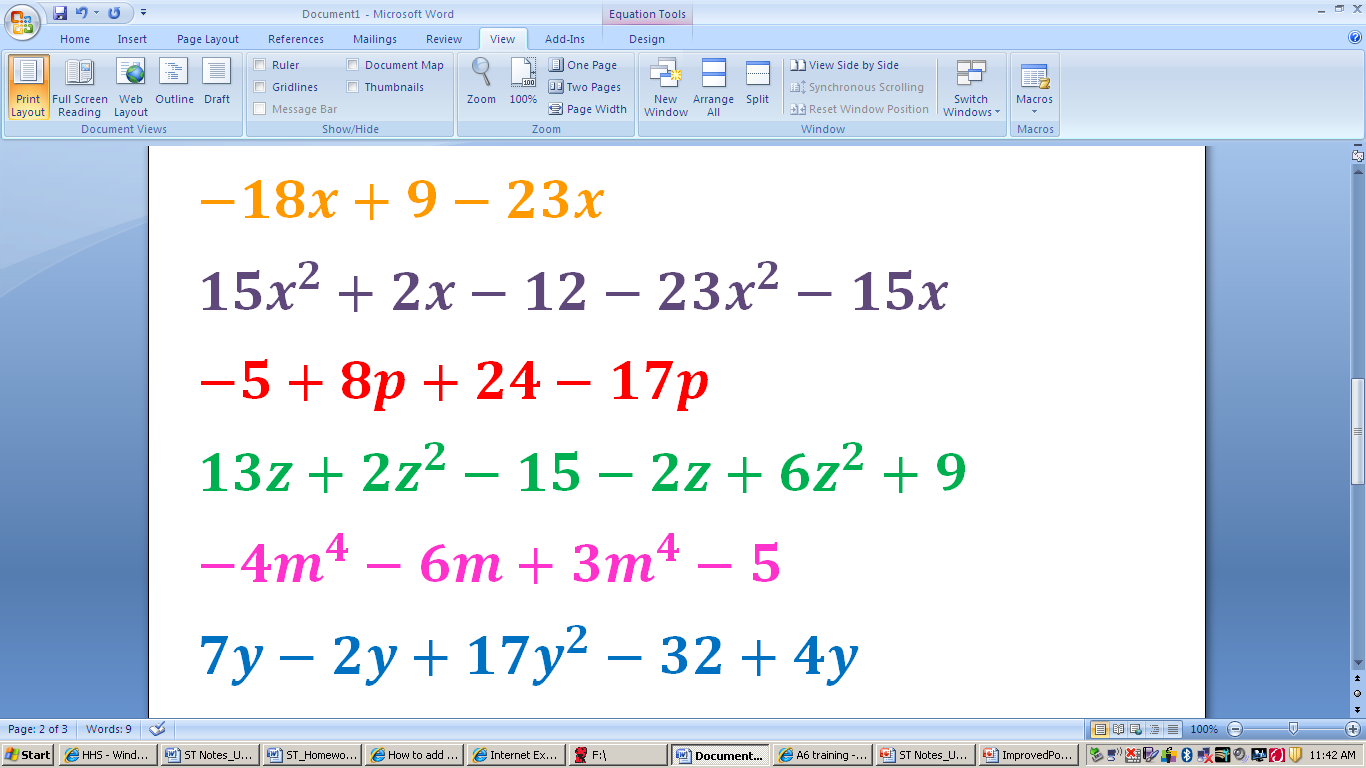 Document1 - Microsoft Word Equation Tools
Home Insert Page Layout References Mailings Review View Add-Ins Design
Ruler Document Map One Page View Side by Side
Gridlines Thumbnails Two Pages Synchronous Scrolling
Message Bar Page Width Reset Window Position
Print Layout Full Screen Reading Web Layout Outline Draft Zoom 100% New Window Arrange All Split Switch Windows Macros
Document Views Show/Hide Zoom Window Macros
−18x + 9 − 23x
15x² + 2x − 12 − 23x² − 15x
−5 + 8p + 24 − 17p
13z + 2z² − 15 − 2z + 6z² + 9
−4m⁴ − 6m + 3m⁴ − 5
7y − 2y + 17y² − 32 + 4y
Page: 2 of 3 Words: 9 100%
Start HHS - Wind... ST Notes_U... ST_Homewo... How to add ... Internet Ex... F:\ Document... A6 training -... ST Notes_U... ImprovedPo... 11:42 AM